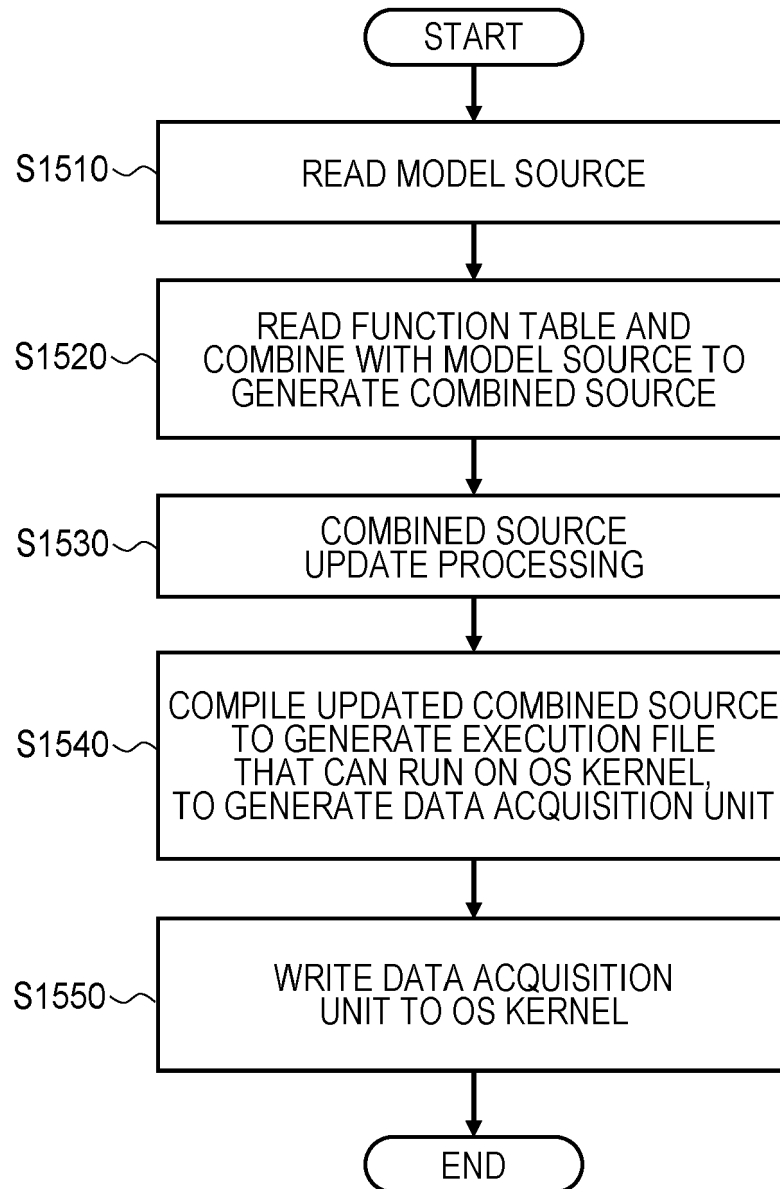 START
S1510
READ MODEL SOURCE
S1520
READ FUNCTION TABLE AND
COMBINE WITH MODEL SOURCE TO
GENERATE COMBINED SOURCE
S1530
COMBINED SOURCE
UPDATE PROCESSING
S1540
COMPILE UPDATED COMBINED SOURCE
TO GENERATE EXECUTION FILE
THAT CAN RUN ON OS KERNEL,
TO GENERATE DATA ACQUISITION UNIT
S1550
WRITE DATA ACQUISITION
UNIT TO OS KERNEL
END